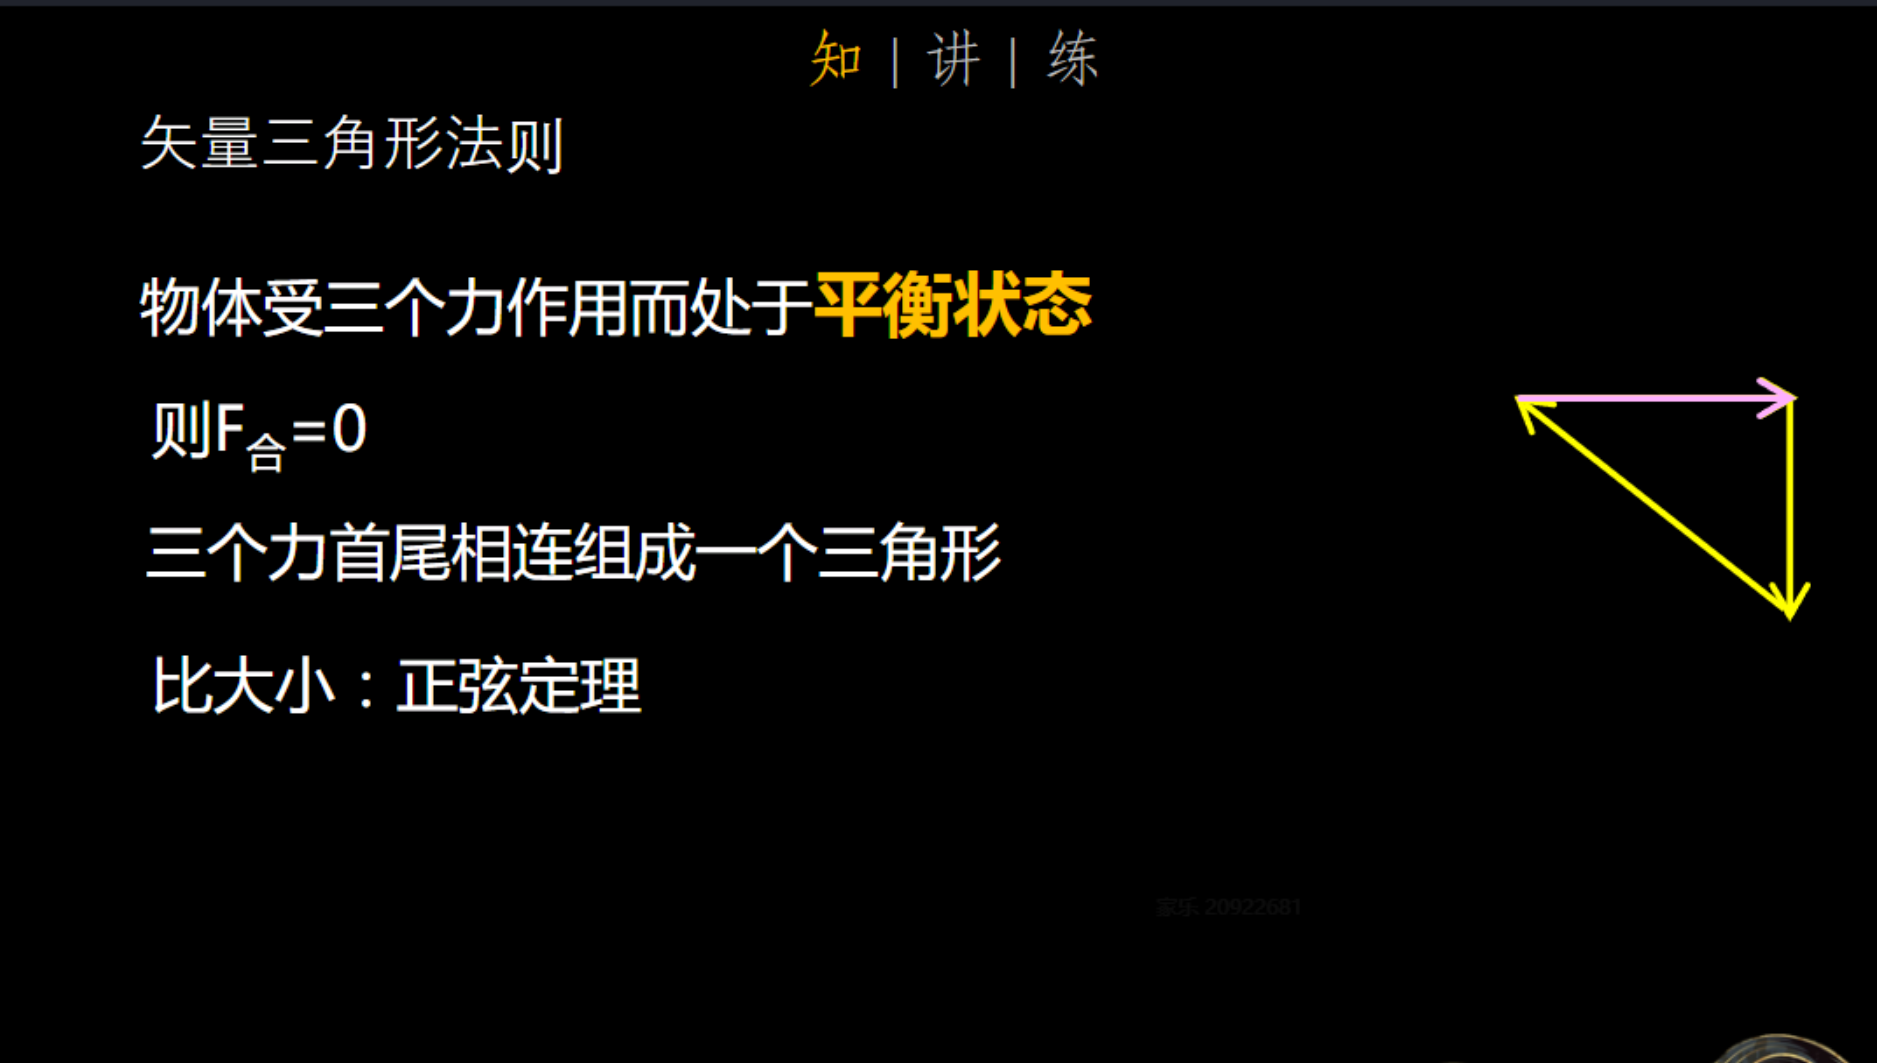 知 | 讲 | 练
矢量三角形法则
物体受三个力作用而处于平衡状态
则F合=0
三个力首尾相连组成一个三角形
比大小：正弦定理
家乐 20922681